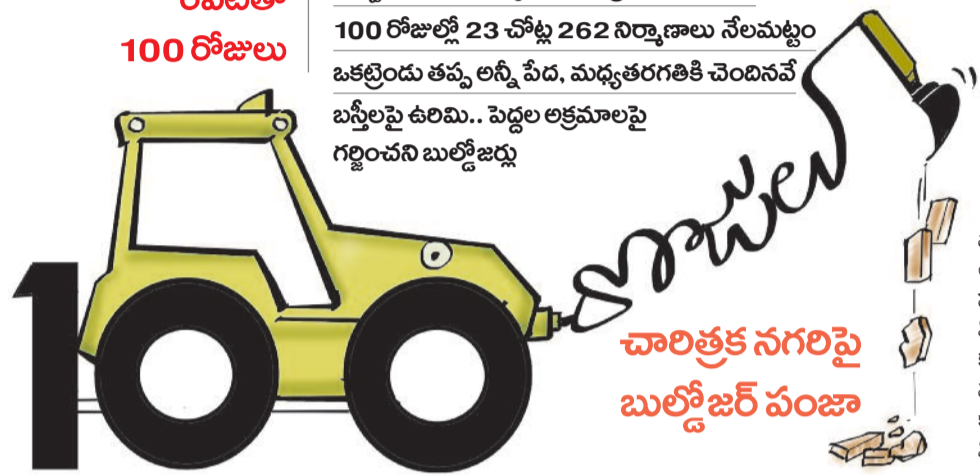 100 రోజులు
100 రోజుల్లో 23 చోట్ల 262 నిర్మాణాలు నేలమట్టం
ఒకట్రెండు తప్ప అన్నీ పేద, మధ్యతరగతికి చెందినవే
బస్తీలపై ఉరిమి.. పెద్దల అక్రమాలపై
గర్జించని బుల్డోజర్లు
100 రోజులు
చారిత్రక నగరిపై
బుల్డోజర్ పంజా